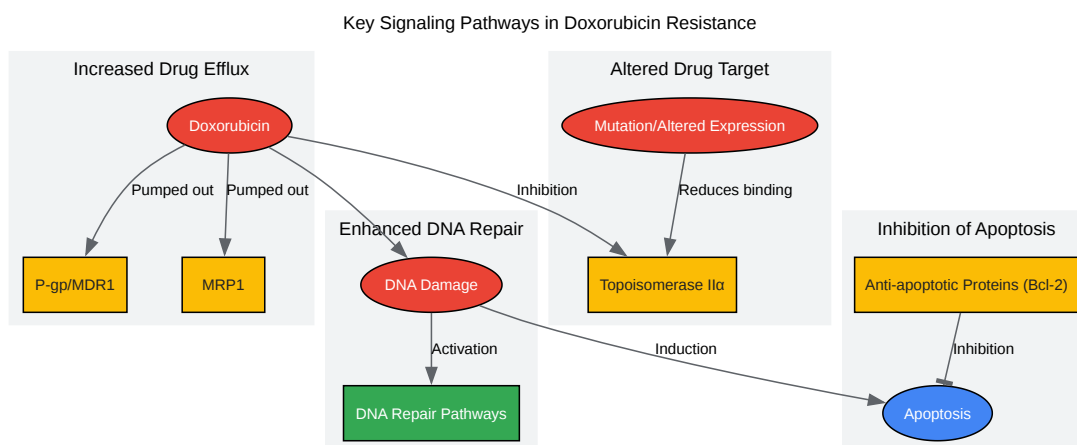 Key Signaling Pathways in Doxorubicin Resistance
Increased Drug Efflux
Altered Drug Target
Doxorubicin
Mutation/Altered Expression
Pumped out
Pumped out
Inhibition
Reduces binding
Enhanced DNA Repair
Inhibition of Apoptosis
P-gp/MDR1
MRP1
DNA Damage
Topoisomerase IIα
Anti-apoptotic Proteins (Bcl-2)
Activation
Induction
Inhibition
DNA Repair Pathways
Apoptosis